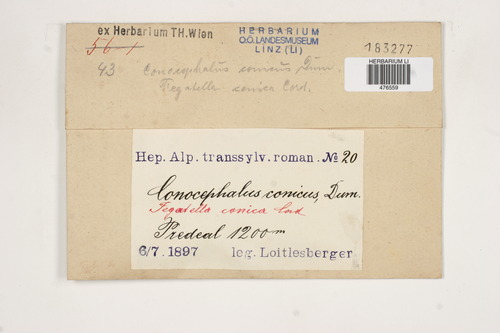 ex Herbarium TH.Wien
HERBARIUM
O.Ö. LANDESMUSEUM
LINZ (LI)
56 1
183277
43 Conocephalus conicus, Dum.
Fegatella conica Cord.
HERBARIUM LI
476559
Hep. Alp. transsylv. roman. № 20
Conocephalus conicus, Dum.
Fegatella conica Cord
Predeal 1200 m
6/7. 1897 leg. Loitlesberger